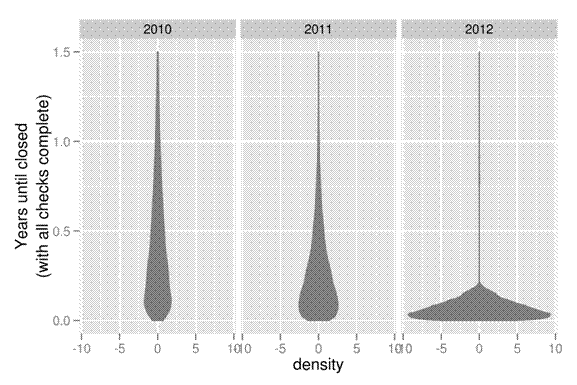 2010 2011 2012
Years until closed
(with all checks complete)
1.5
1.0
0.5
0.0
-10 -5 0 5 10 -10 -5 0 5 10 -10 -5 0 5 10
density